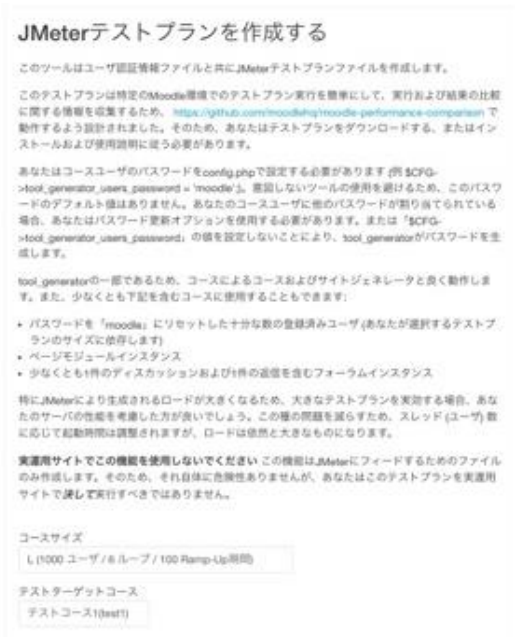 JMeterテストプランを作成する
このツールはユーザ認証情報ファイルと共にJMeterテストプランファイルを作成します。
このテストプランは特定のMoodle環境でのテストプラン実行を簡単にして、実行および結果の比較
に関する情報を収集するため、 https://github.com/moodlehq/moodle-performance-comparison で
動作するよう設計されました。そのため、あなたはテストプランをダウンロードする、またはイン
ストールおよび使用説明に従う必要があります。
あなたはコースユーザのパスワードをconfig.phpで設定する必要があります (例 $CFG-
>tool_generator_users_password = 'moodle';)。意図しないツールの使用を避けるため、このパスワ
ードのデフォルト値はありません。あなたのコースユーザに他のパスワードが割り当てられている
場合、あなたはパスワード更新オプションを使用する必要があります。または「$CFG-
>tool_generator_users_password」の値を設定しないことにより、tool_generatorがパスワードを生
成します。
tool_generatorの一部であるため、コースによるコースおよびサイトジェネレータと良く動作しま
す。また、少なくとも下記を含むコースに使用することもできます:
• パスワードを「moodle」にリセットした十分な数の登録済みユーザ (あなたが選択するテストプ
ランのサイズに依存します)
• ページモジュールインスタンス
• 少なくとも1件のディスカッションおよび1件の返信を含むフォーラムインスタンス
特にJMeterにより生成されるロードが大きくなるため、大きなテストプランを実効する場合、あな
たのサーバの性能を考慮した方が良いでしょう。この種の問題を減らすため、スレッド (ユーザ) 数
に応じて起動時間は調整されますが、ロードは依然と大きなものになります。
実運用サイトでこの機能を使用しないでください この機能はJMeterにフィードするためのファイル
のみ作成します。そのため、それ自体に危険性ありませんが、あなたはこのテストプランを実運用
サイトで決して実行すべきではありません。
コースサイズ
L (1000 ユーザ / 6 ループ / 100 Ramp-Up期間)
テストターゲットコース
テストコース1(test1)